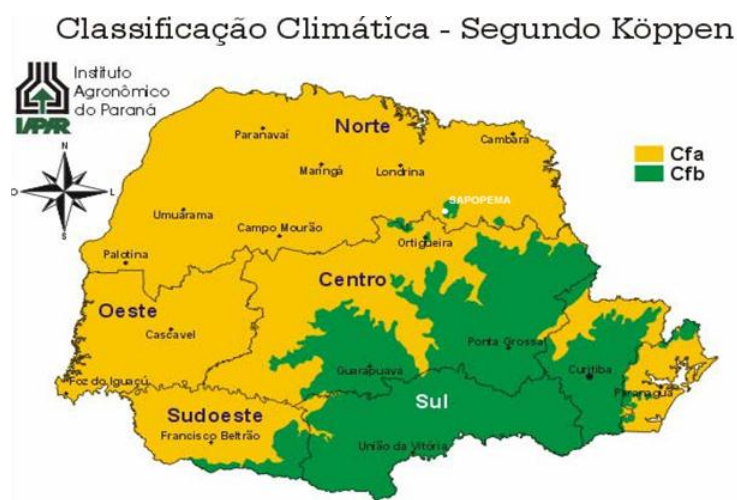 Classificação Climática - Segundo Köppen
Instituto
Agronômico
do Paraná
IAPAR
N
O
L
S
Cfa
Cfb
Norte
Paranavaí
Cambará
Maringá
Londrina
SAPOPEMA
Umuarama
Campo Mourão
Ortigueira
Palotina
Centro
Oeste
Cascavel
Ponta Grossa
Guarapuava
Curitiba
Foz do Iguaçú
Paranaguá
Sul
Sudoeste
Francisco Beltrão
União da Vitória